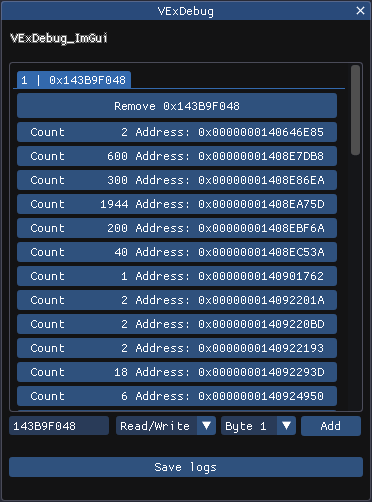 VExDebug
VExDebug_ImGui
1 | 0x143B9F048
Remove 0x143B9F048
Count 2 Address: 0x0000000140646E85
Count 600 Address: 0x00000001408E7DB8
Count 300 Address: 0x00000001408E86EA
Count 1944 Address: 0x00000001408EA75D
Count 200 Address: 0x00000001408EBF6A
Count 40 Address: 0x00000001408EC53A
Count 1 Address: 0x0000000140901762
Count 2 Address: 0x000000014092201A
Count 2 Address: 0x00000001409220BD
Count 2 Address: 0x0000000140922193
Count 18 Address: 0x000000014092293D
Count 6 Address: 0x0000000140924950
143B9F048 Read/Write Byte 1 Add
Save logs